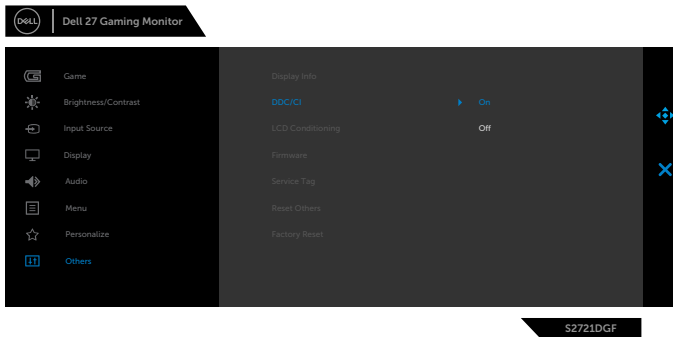 DELL
Dell 27 Gaming Monitor
Game
Brightness/Contrast
Input Source
Display
Audio
Menu
Personalize
Others
Display Info
DDC/CI
On
LCD Conditioning
Off
Firmware
Service Tag
Reset Others
Factory Reset
S2721DGF